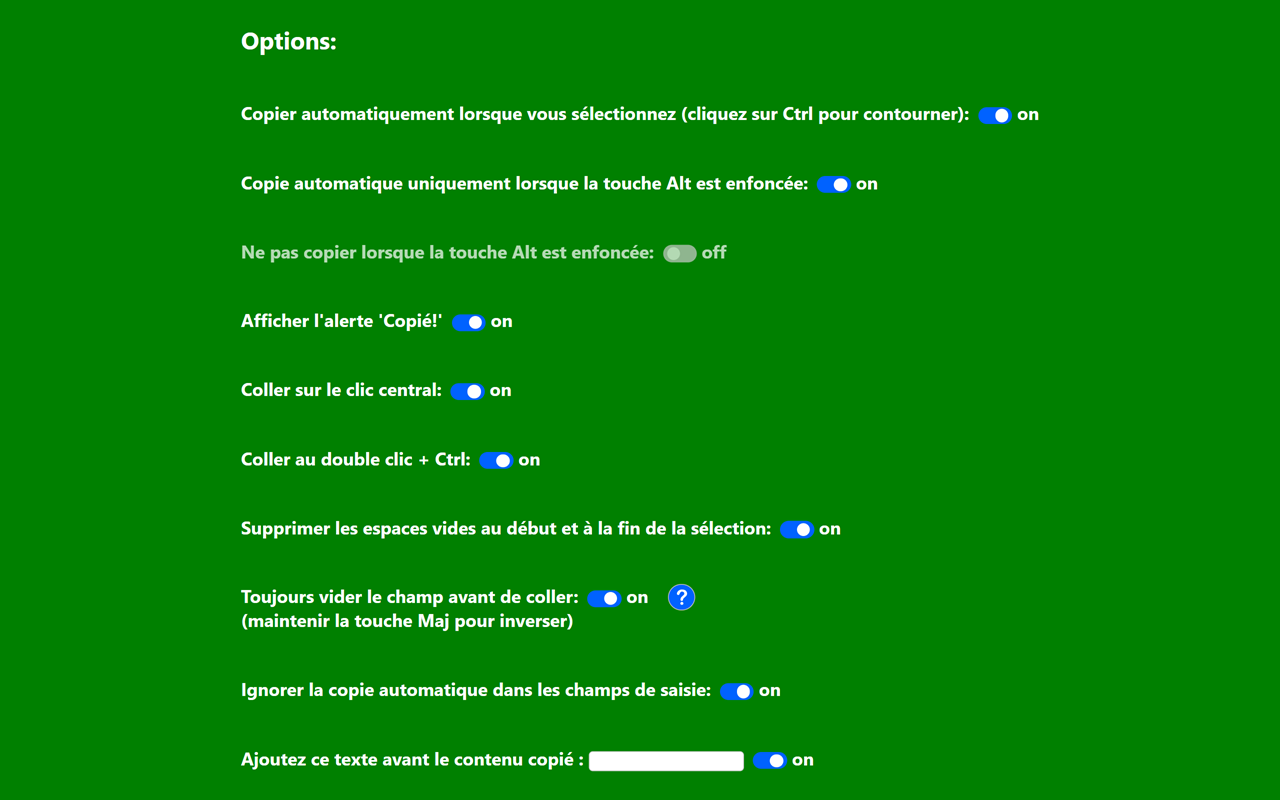 Options:
Copier automatiquement lorsque vous sélectionnez (cliquez sur Ctrl pour contourner): on
Copie automatique uniquement lorsque la touche Alt est enfoncée: on
Ne pas copier lorsque la touche Alt est enfoncée: off
Afficher l'alerte 'Copié!' on
Coller sur le clic central: on
Coller au double clic + Ctrl: on
Supprimer les espaces vides au début et à la fin de la sélection: on
Toujours vider le champ avant de coller: on ?
(maintenir la touche Maj pour inverser)
Ignorer la copie automatique dans les champs de saisie: on
Ajoutez ce texte avant le contenu copié : on